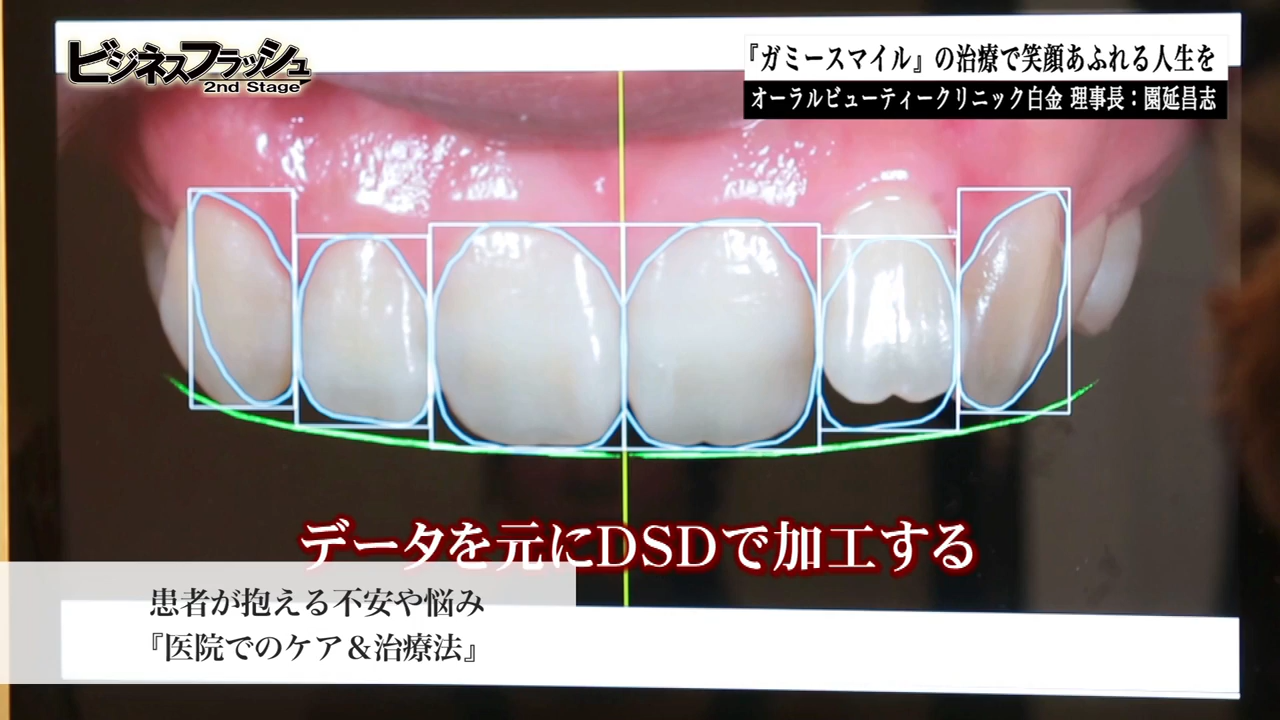 ビジネスフラッシュ
2nd Stage
『ガミースマイル』の治療で笑顔あふれる人生を
オーラルビューティークリニック白金 理事長：園延昌志
データを元にDSDで加工する
患者が抱える不安や悩み
『医院でのケア＆治療法』